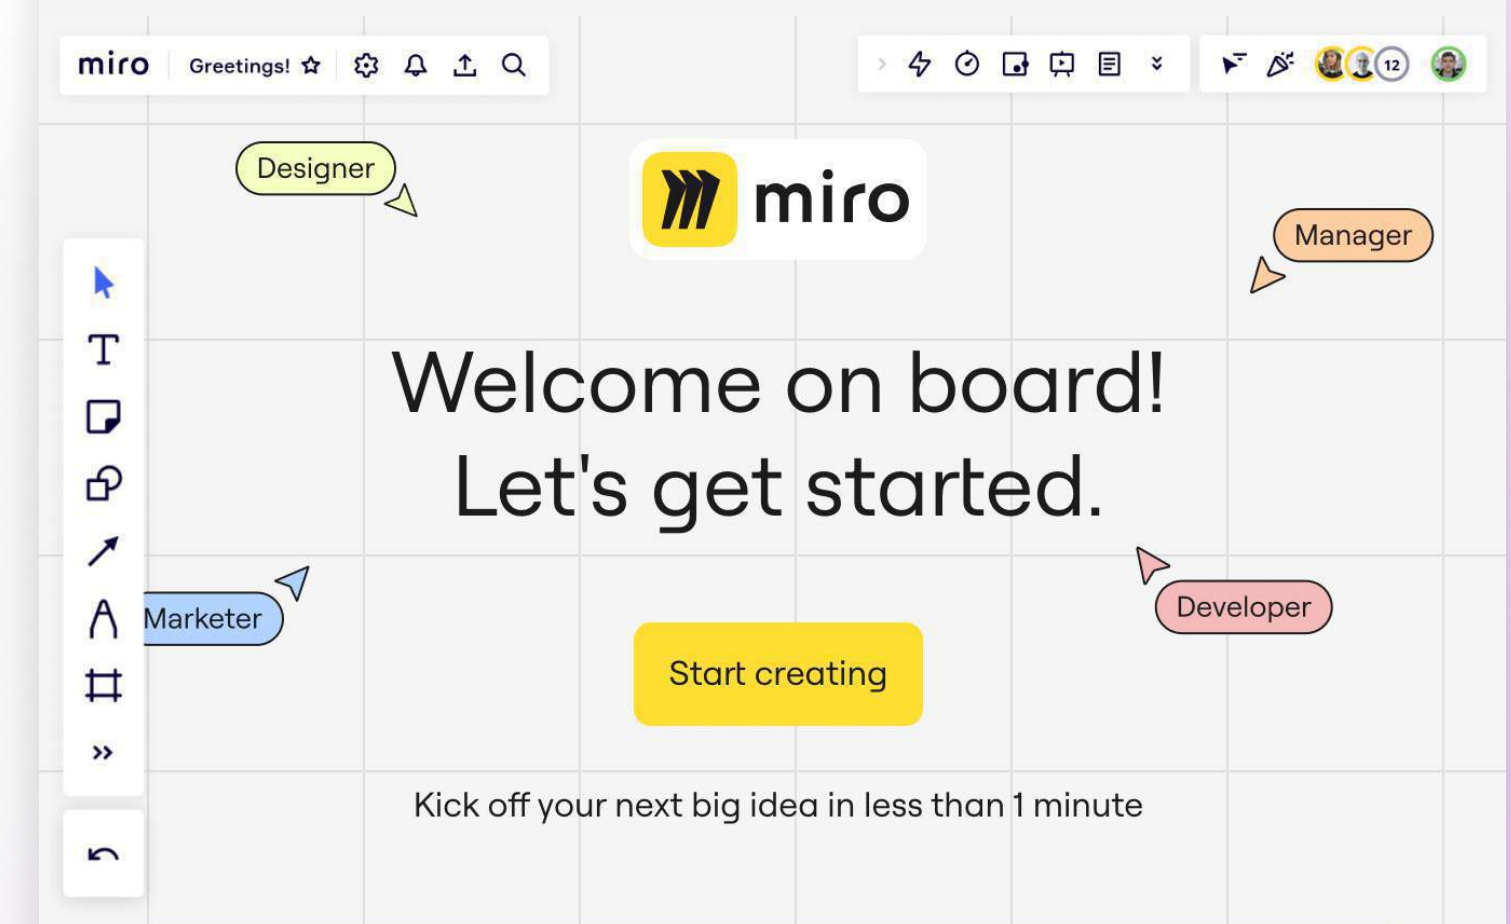 miro
Greetings!
12
Designer
miro
Manager
Welcome on board!
Let's get started.
Marketer
Developer
Start creating
Kick off your next big idea in less than 1 minute